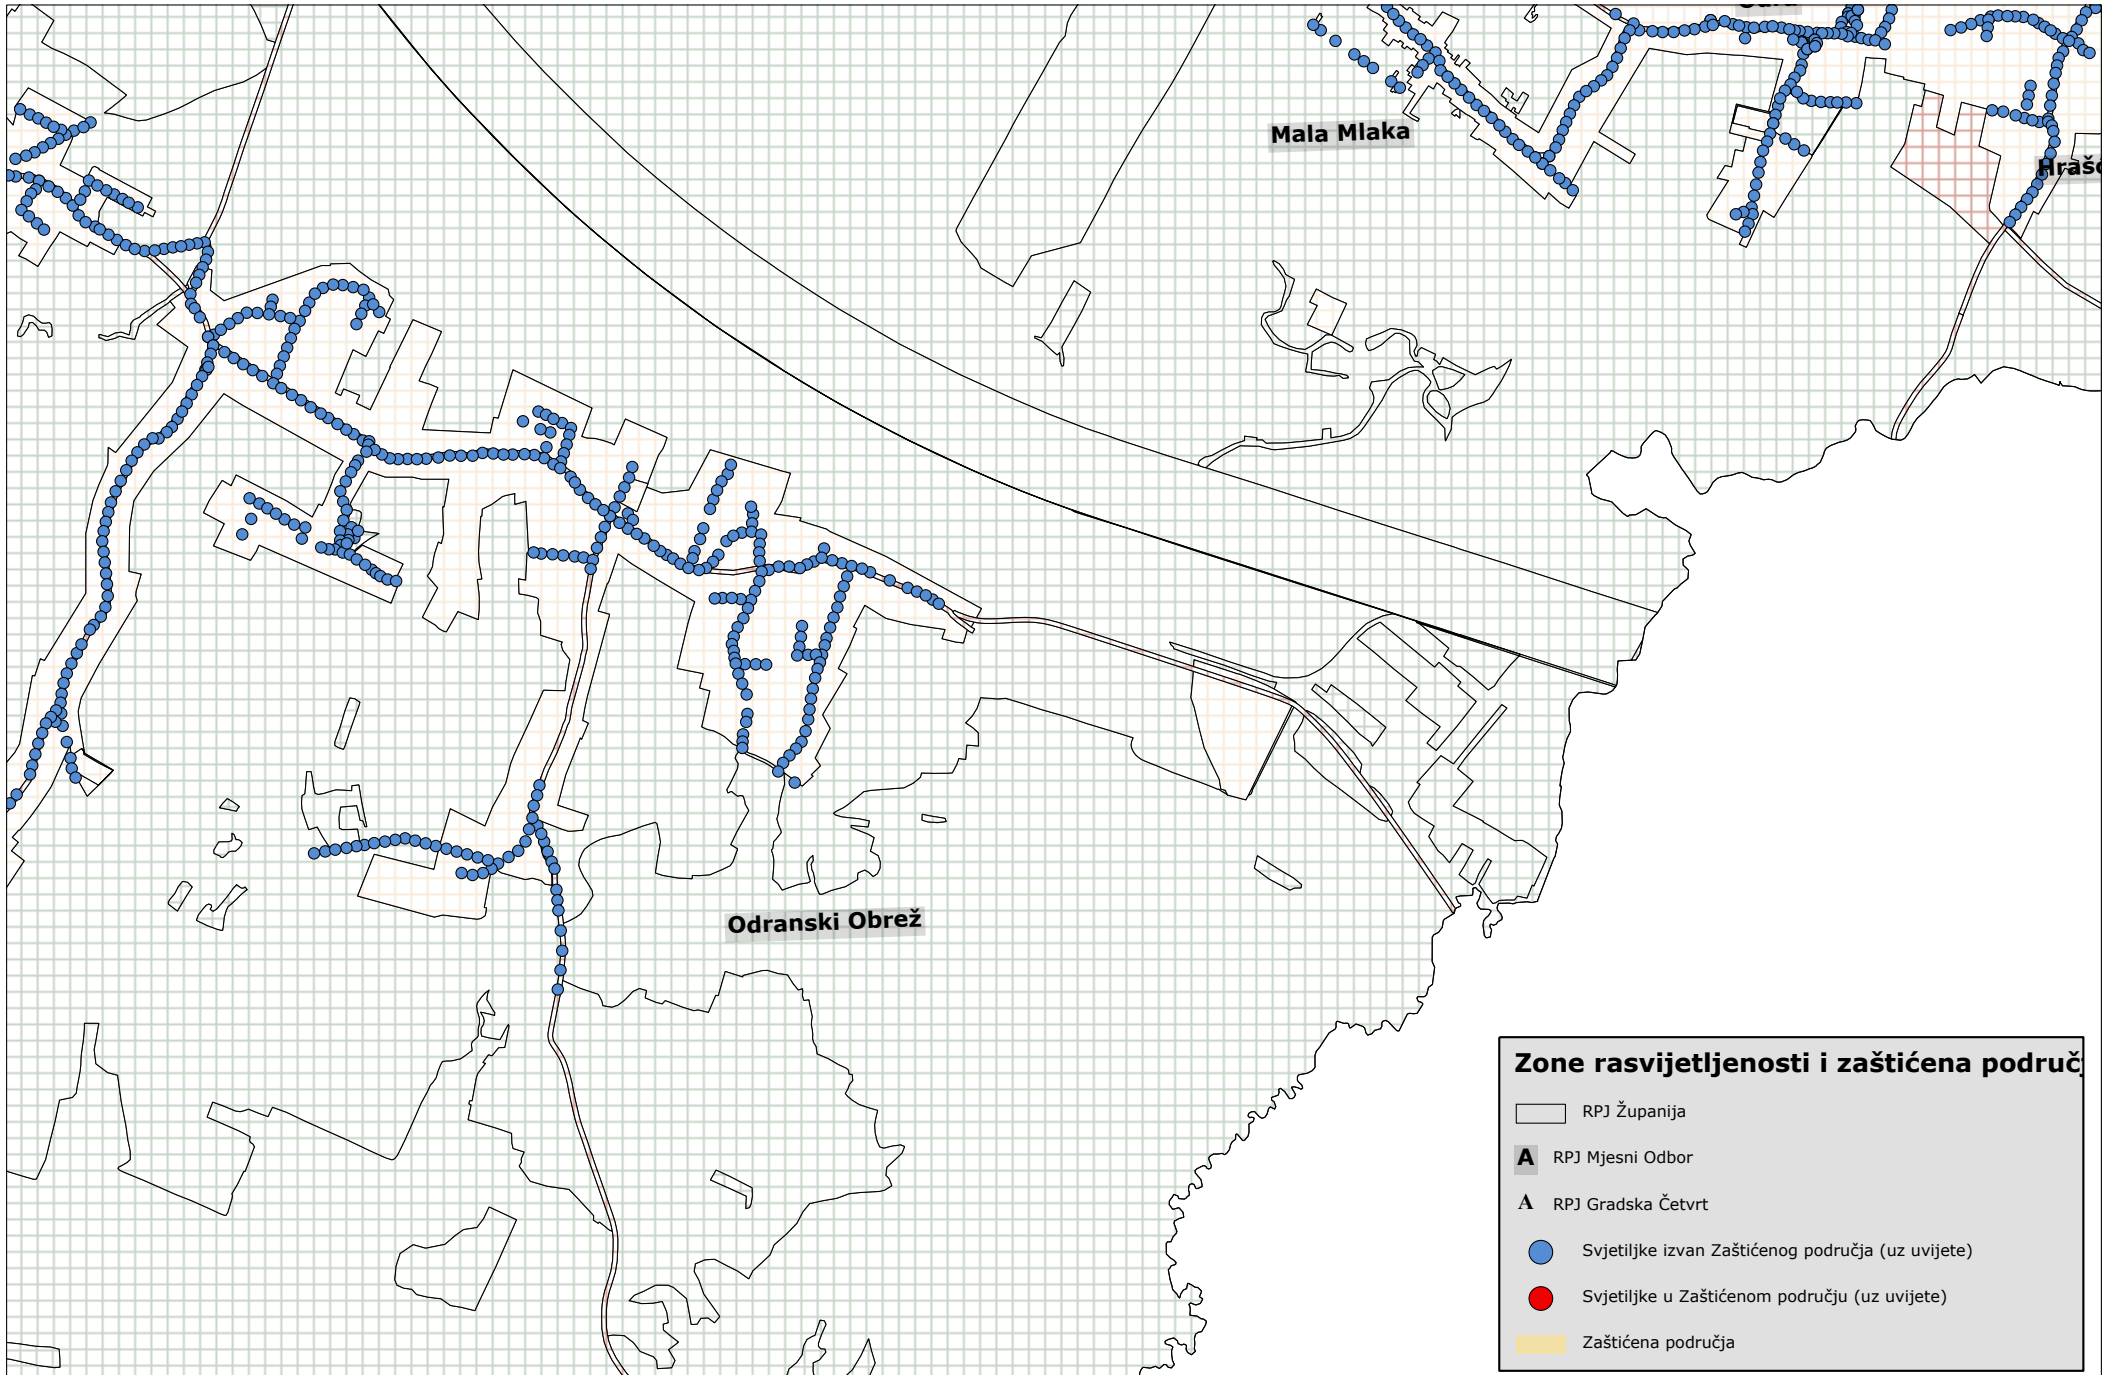 Mala Mlaka
Odranski Obrež
Zone rasvijetljenosti i zaštićena
RPJ Županija
A RPJ Mjesni Odbor
A RPJ Gradska Četvrt
Svjetiljke izvan Zaštićenog područja (uz uvijete)
Svjetiljke u Zaštićenom području (uz uvijete)
Zaštićena područja